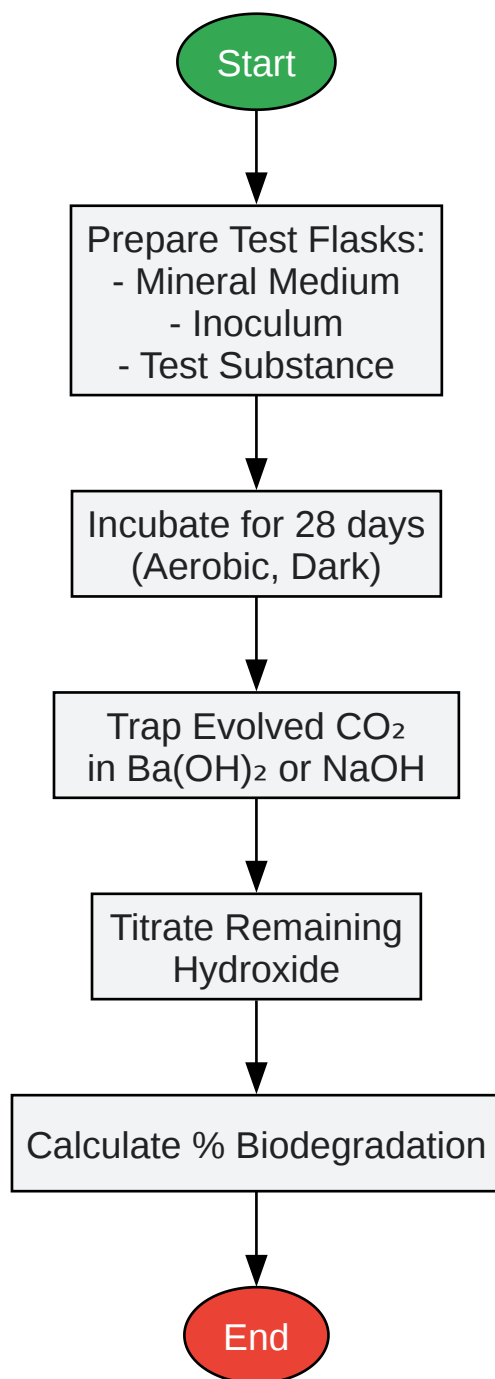 Start
Prepare Test Flasks:
- Mineral Medium
- Inoculum
- Test Substance
Incubate for 28 days
(Aerobic, Dark)
Trap Evolved CO₂
in Ba(OH)₂ or NaOH
Titrate Remaining
Hydroxide
Calculate % Biodegradation
End